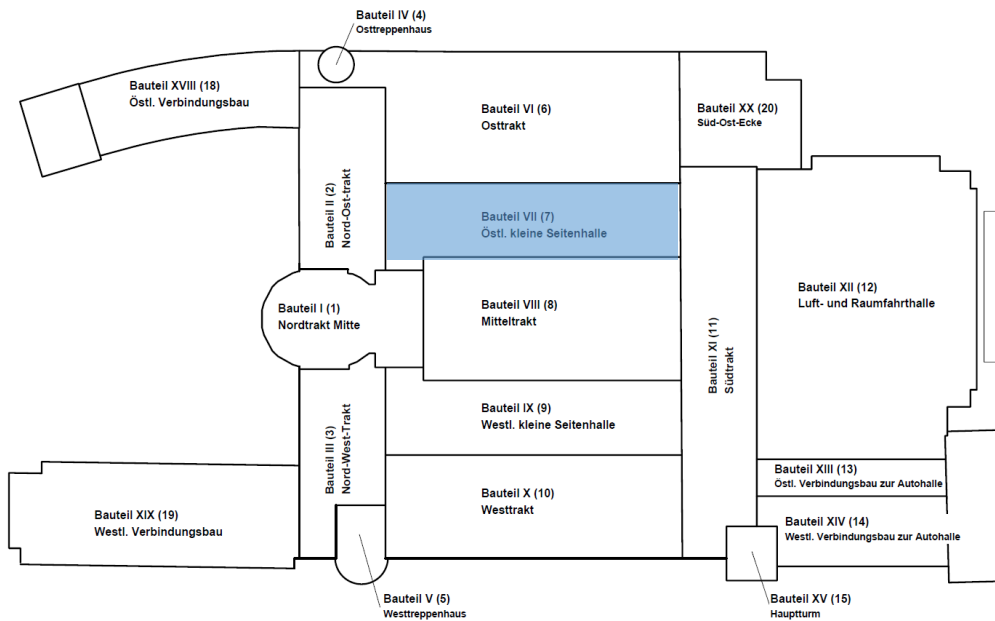 Bauteil IV (4)
Osttreppenhaus
Bauteil XVIII (18)
Östl. Verbindungsbau
Bauteil VI (6)
Osttrakt
Bauteil XX (20)
Süd-Ost-Ecke
Bauteil II (2)
Nord-Ost-trakt
Bauteil VII (7)
Östl. kleine Seitenhalle
Bauteil I (1)
Nordtrakt Mitte
Bauteil VIII (8)
Mitteltrakt
Bauteil XI (11)
Südtrakt
Bauteil XII (12)
Luft- und Raumfahrthalle
Bauteil III (3)
Nord-West-Trakt
Bauteil IX (9)
Westl. kleine Seitenhalle
Bauteil XIII (13)
Östl. Verbindungsbau zur Autohalle
Bauteil X (10)
Westtrakt
Bauteil XIX (19)
Westl. Verbindungsbau
Bauteil XIV (14)
Westl. Verbindungsbau zur Autohalle
Bauteil V (5)
Westtreppenhaus
Bauteil XV (15)
Hauptturm